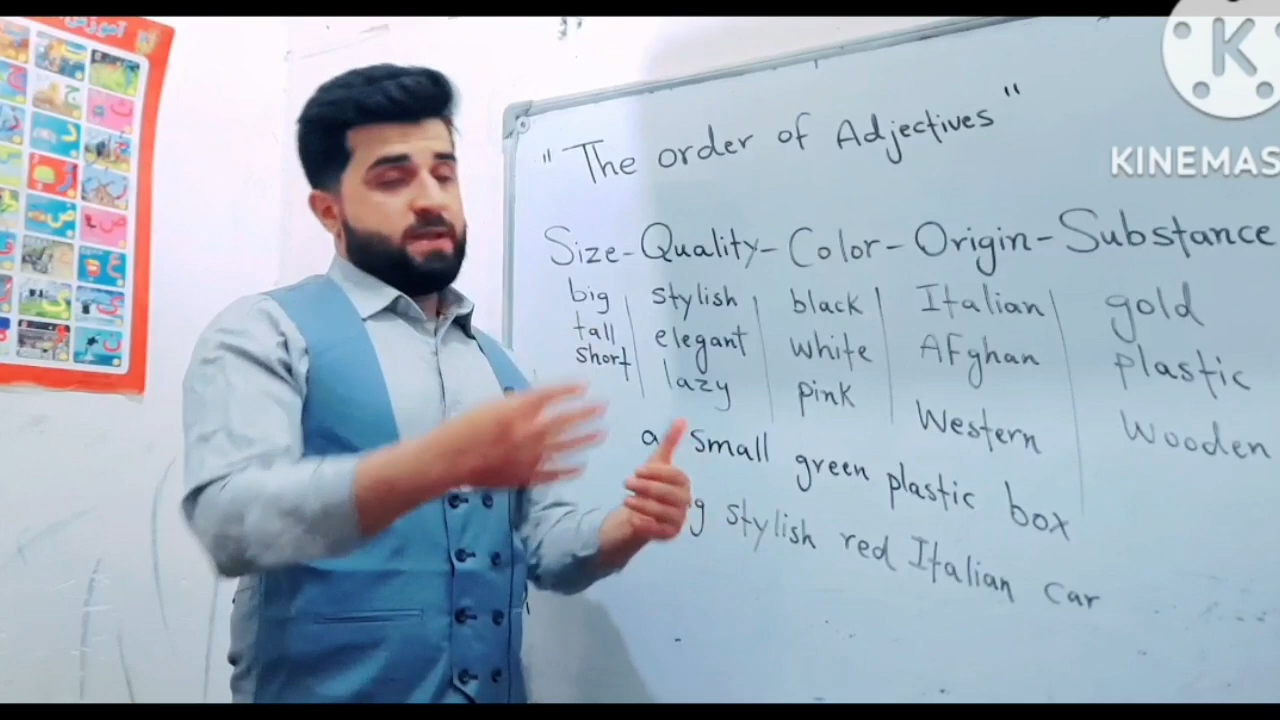 آموزش
K
KINEMAS
"The order of Adjectives"
Size-Quality-Color-Origin-Substance
big stylish black Italian gold
tall elegant white Afghan plastic
short lazy pink Western Wooden
a small green plastic box
stylish red Italian car